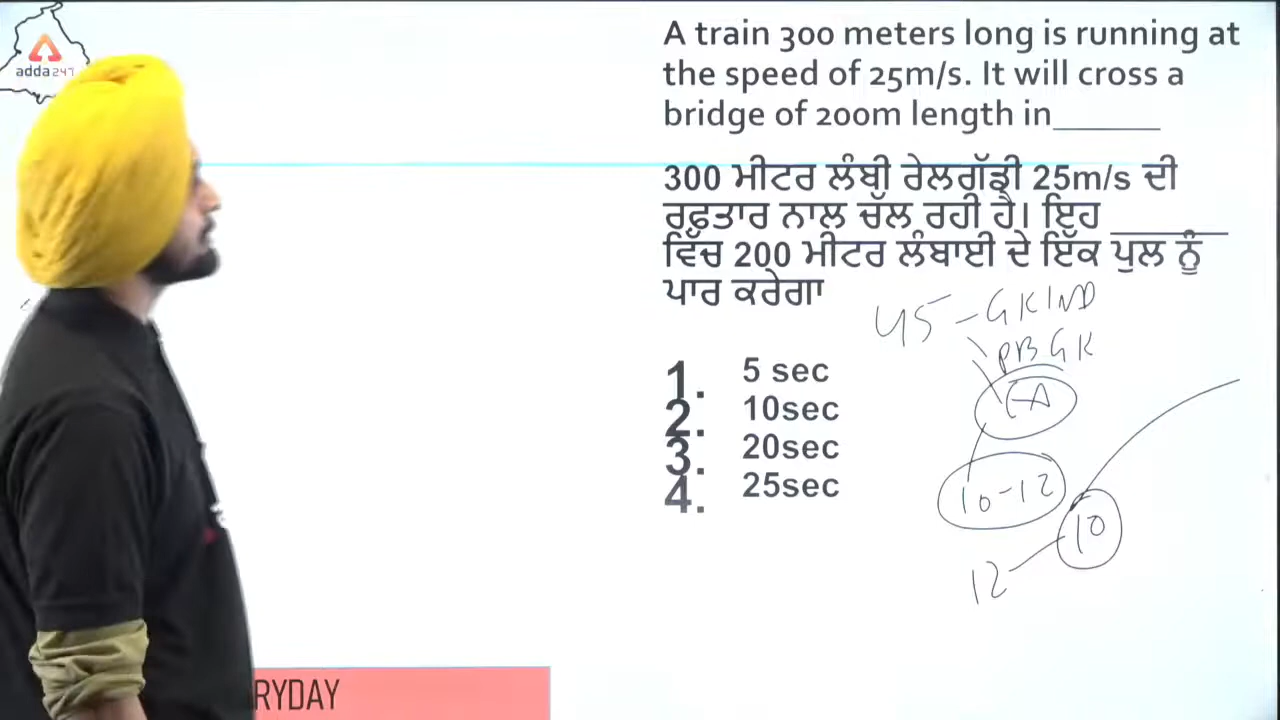 adda247
A train 300 meters long is running at
the speed of 25m/s. It will cross a
bridge of 200m length in______
300 ਮੀਟਰ ਲੰਬੀ ਰੇਲਗੱਡੀ 25m/s ਦੀ
ਰਫ਼ਤਾਰ ਨਾਲ ਚੱਲ ਰਹੀ ਹੈ। ਇਹ ______
ਵਿੱਚ 200 ਮੀਟਰ ਲੰਬਾਈ ਦੇ ਇੱਕ ਪੁਲ ਨੂੰ
ਪਾਰ ਕਰੇਗਾ
45 - GK IND
PB GK
1. 5 sec
2. 10sec
3. 20sec
4. 25sec
10-12
10
12
RYDAY